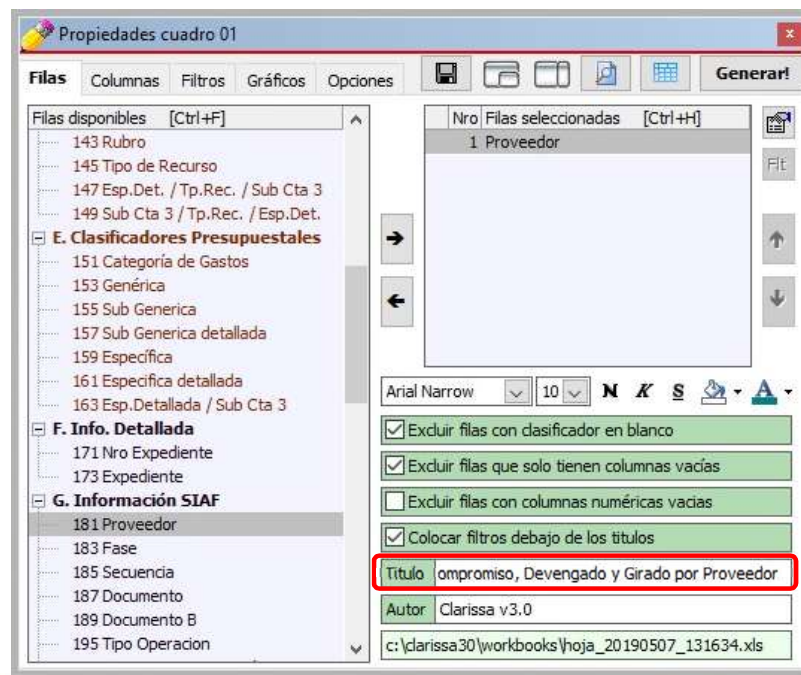 Propiedades cuadro 01
x
Filas Columnas Filtros Gráficos Opciones Generar!
Filas disponibles [Ctrl+F]
143 Rubro
145 Tipo de Recurso
147 Esp.Det. / Tp.Rec. / Sub Cta 3
149 Sub Cta 3 / Tp.Rec. / Esp.Det.
E. Clasificadores Presupuestales
151 Categoría de Gastos
153 Genérica
155 Sub Generica
157 Sub Generica detallada
159 Específica
161 Especifica detallada
163 Esp.Detallada / Sub Cta 3
F. Info. Detallada
171 Nro Expediente
173 Expediente
G. Información SIAF
181 Proveedor
183 Fase
185 Secuencia
187 Documento
189 Documento B
195 Tipo Operacion
Nro Filas seleccionadas [Ctrl+H]
1 Proveedor
Flt
Arial Narrow 10 N K S A
Excluir filas con clasificador en blanco
Excluir filas que solo tienen columnas vacías
Excluir filas con columnas numéricas vacias
Colocar filtros debajo de los titulos
Titulo ompromiso, Devengado y Girado por Proveedor
Autor Clarissa v3.0
c:\clarissa30\workbooks\hoja_20190507_131634.xls